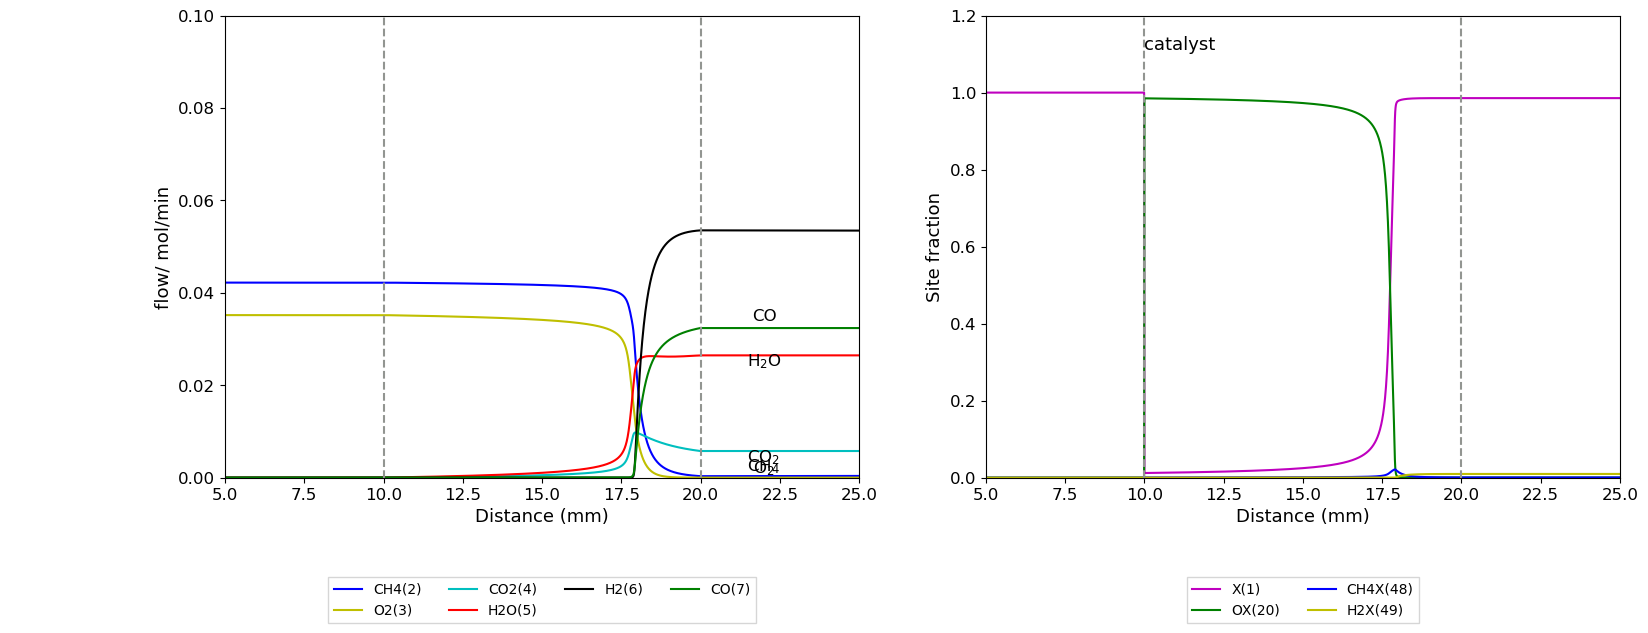 0.10
0.08
0.06
0.04
0.02
0.00
flow/ mol/min
CO
H₂O
CO₂
CH₄
O₂
5.0 7.5 10.0 12.5 15.0 17.5 20.0 22.5 25.0
Distance (mm)
CH4(2) CO2(4) H2(6) CO(7)
O2(3) H2O(5)
1.2
1.0
0.8
0.6
0.4
0.2
0.0
Site fraction
catalyst
5.0 7.5 10.0 12.5 15.0 17.5 20.0 22.5 25.0
Distance (mm)
X(1) CH4X(48)
OX(20) H2X(49)